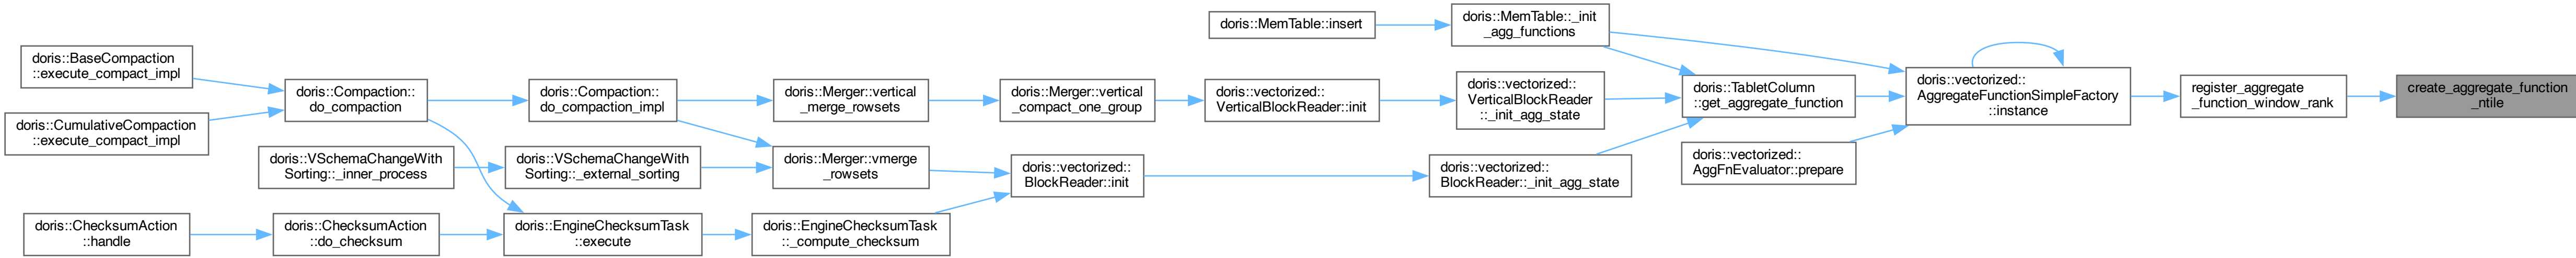 doris::BaseCompaction
::execute_compact_impl
doris::CumulativeCompaction
::execute_compact_impl
doris::ChecksumAction
::handle
doris::Compaction::
do_compaction
doris::VSchemaChangeWith
Sorting::_inner_process
doris::ChecksumAction
::do_checksum
doris::Compaction::
do_compaction_impl
doris::VSchemaChangeWith
Sorting::_external_sorting
doris::EngineChecksumTask
::execute
doris::Merger::vertical
_merge_rowsets
doris::Merger::vmerge
_rowsets
doris::EngineChecksumTask
::_compute_checksum
doris::Merger::vertical
_compact_one_group
doris::vectorized::
BlockReader::init
doris::MemTable::insert
doris::vectorized::
VerticalBlockReader::init
doris::MemTable::_init
_agg_functions
doris::vectorized::
VerticalBlockReader
::_init_agg_state
doris::vectorized::
BlockReader::_init_agg_state
doris::TabletColumn
::get_aggregate_function
doris::vectorized::
AggFnEvaluator::prepare
doris::vectorized::
AggregateFunctionSimpleFactory
::instance
register_aggregate
_function_window_rank
create_aggregate_function
_ntile